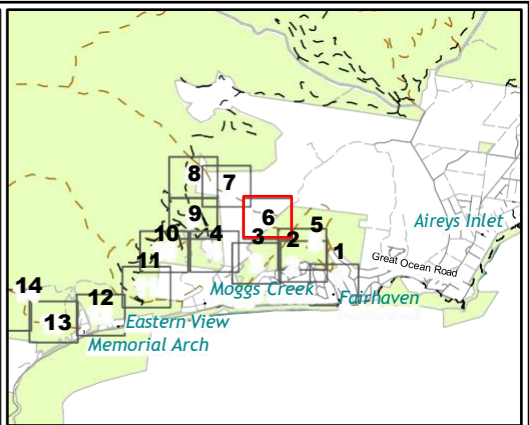 8
7
6
9
5
Aireys Inlet
10
4
3
2
1
11
Great Ocean Road
14
Moggs Creek
Fairhaven
12
13
Eastern View
Memorial Arch